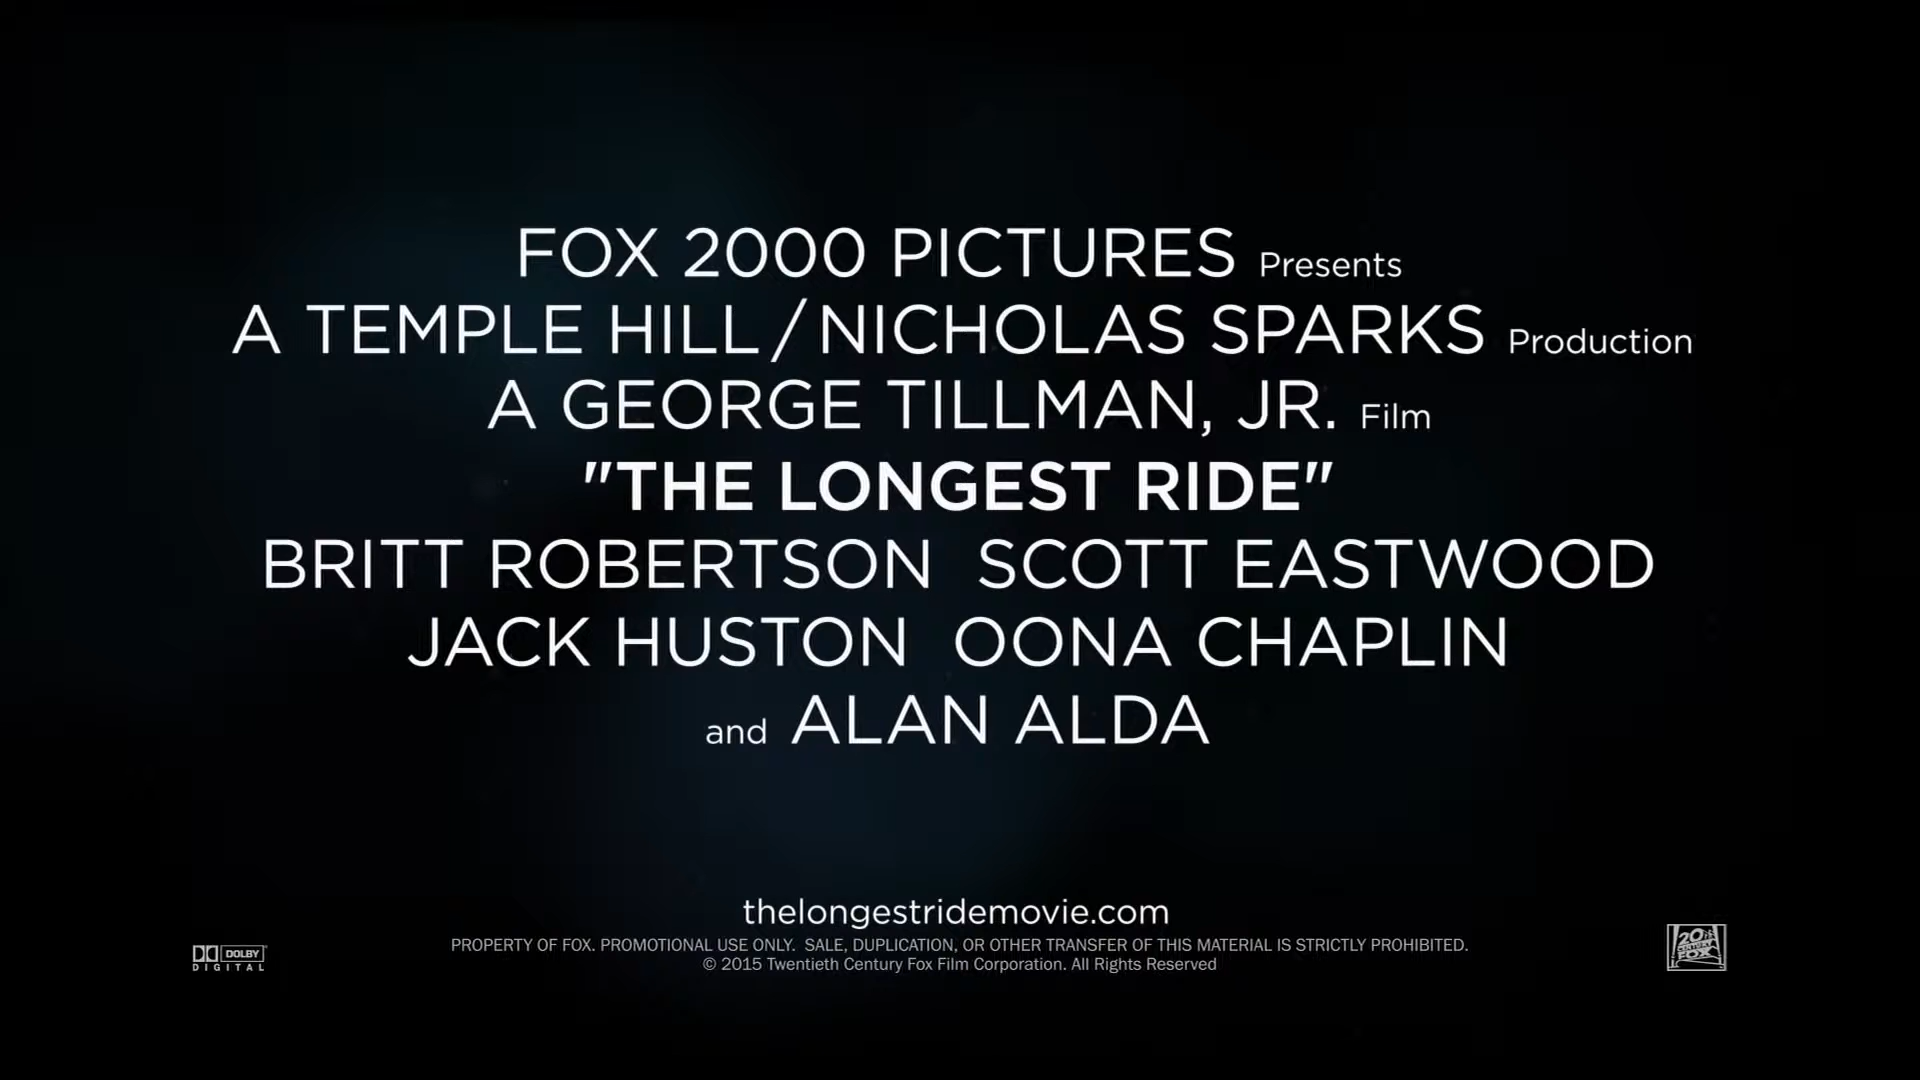 FOX 2000 PICTURES Presents
A TEMPLE HILL/NICHOLAS SPARKS Production
A GEORGE TILLMAN, JR. Film
"THE LONGEST RIDE"
BRITT ROBERTSON SCOTT EASTWOOD
JACK HUSTON OONA CHAPLIN
and ALAN ALDA
thelongestridemovie.com
PROPERTY OF FOX. PROMOTIONAL USE ONLY. SALE, DUPLICATION, OR OTHER TRANSFER OF THIS MATERIAL IS STRICTLY PROHIBITED.
© 2015 Twentieth Century Fox Film Corporation. All Rights Reserved
DOLBY
DIGITAL
20th
CENTURY
FOX